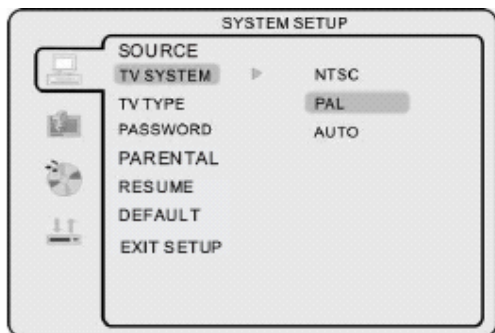 SYSTEM SETUP
SOURCE
TV SYSTEM NTSC
TV TYPE PAL
PASSWORD AUTO
PARENTAL
RESUME
DEFAULT
EXIT SETUP